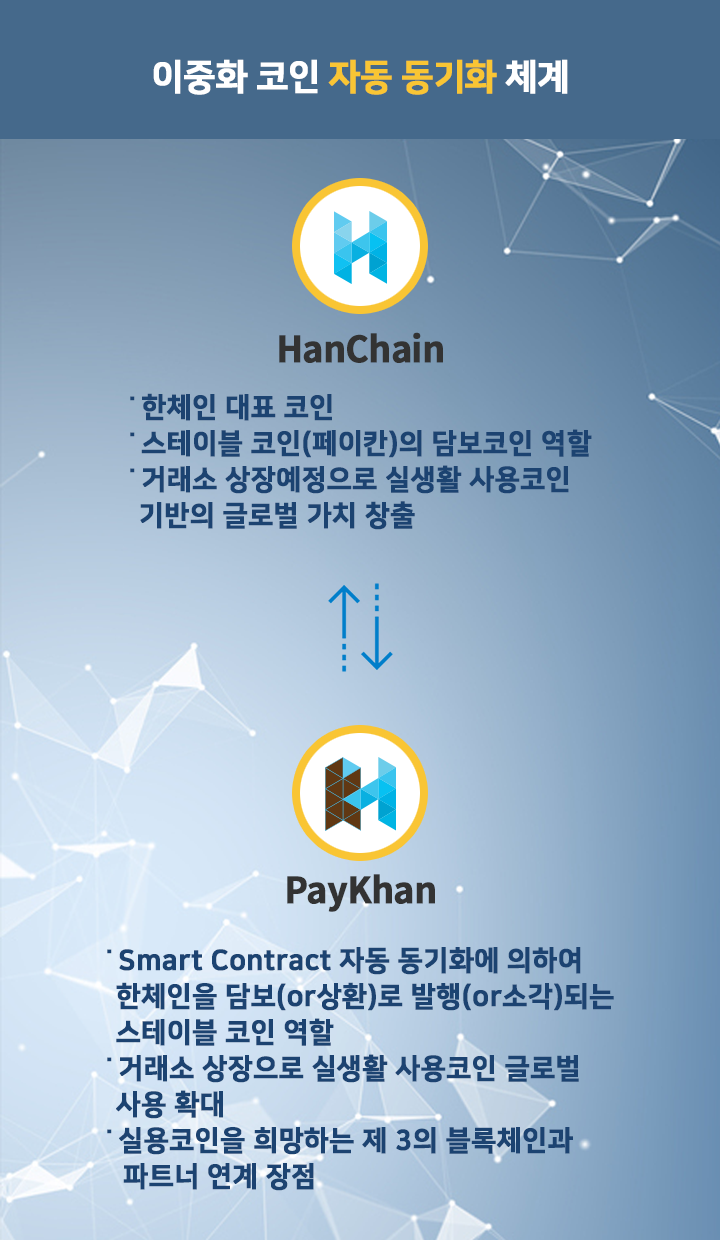 이중화 코인 자동 동기화 체계
HanChain
· 한체인 대표 코인
· 스테이블 코인(페이칸)의 담보코인 역할
· 거래소 상장예정으로 실생활 사용코인
기반의 글로벌 가치 창출
PayKhan
· Smart Contract 자동 동기화에 의하여
한체인을 담보(or상환)로 발행(or소각)되는
스테이블 코인 역할
· 거래소 상장으로 실생활 사용코인 글로벌
사용 확대
· 실용코인을 희망하는 제 3의 블록체인과
파트너 연계 장점